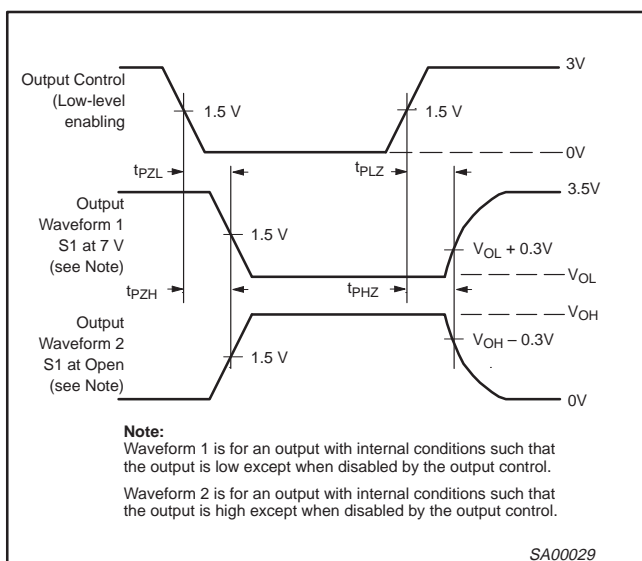 3V
Output Control
(Low-level
enabling
1.5 V
1.5 V
0V
tPZL
tPLZ
3.5V
Output
Waveform 1
S1 at 7 V
(see Note)
1.5 V
VOL + 0.3V
VOL
tPZH
tPHZ
VOH
Output
Waveform 2
S1 at Open
(see Note)
VOH – 0.3V
1.5 V
0V
Note:
Waveform 1 is for an output with internal conditions such that
the output is low except when disabled by the output control.
Waveform 2 is for an output with internal conditions such that
the output is high except when disabled by the output control.
SA00029